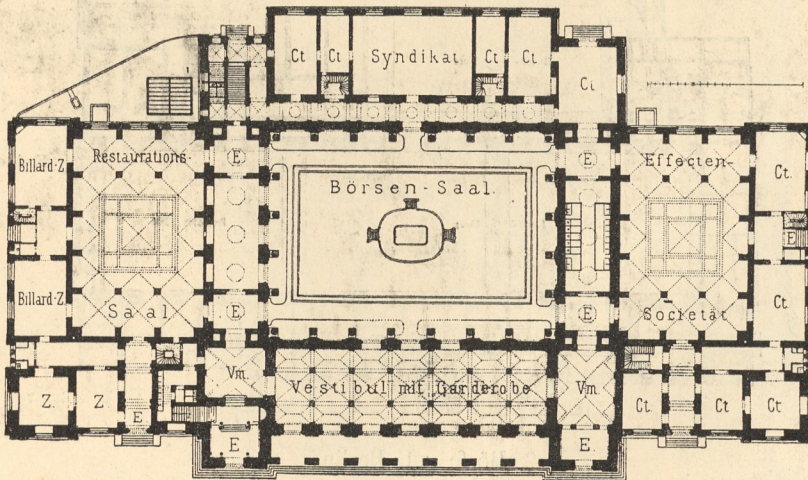 Ct
Ct
Syndikat
Ct
Ct.
Ct.
Billard-Z
Restaurations-
E
Börsen-Saal.
E
Effecten-
Ct.
E
Billard-Z
Saal
E
E
Societät
Ct.
Vm.
Vestibul mit Garderobe
Vm.
Z.
Z
E
E
E.
Ct.
Ct
Ct